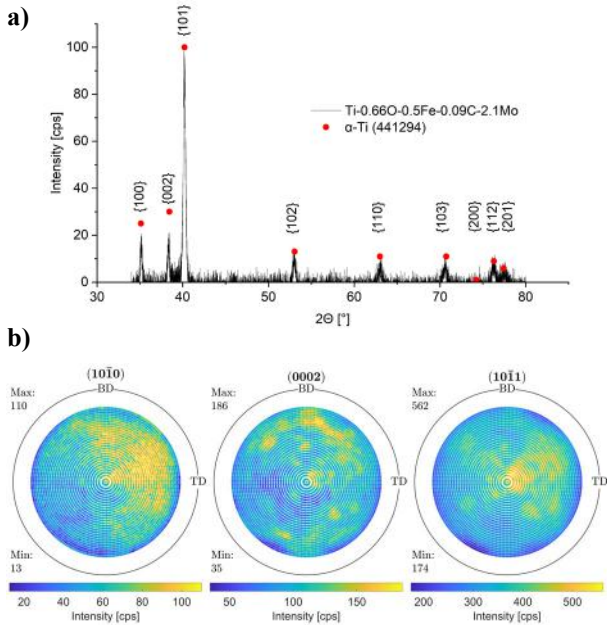 a)
Intensity [cps]
100
80
60
40
20
0
{100}
{002}
{101}
{102}
{110}
{103}
{200}
{112}
{201}
Ti-0.66O-0.5Fe-0.09C-2.1Mo
α-Ti (441294)
30 40 50 60 70 80
2Θ [°]
b)
(101̄0) (0002) (101̄1)
BD BD BD
Max: Max: Max:
110 186 562
TD TD TD
Min: Min: Min:
13 35 174
20 40 60 80 100 50 100 150 200 300 400 500
Intensity [cps] Intensity [cps] Intensity [cps]